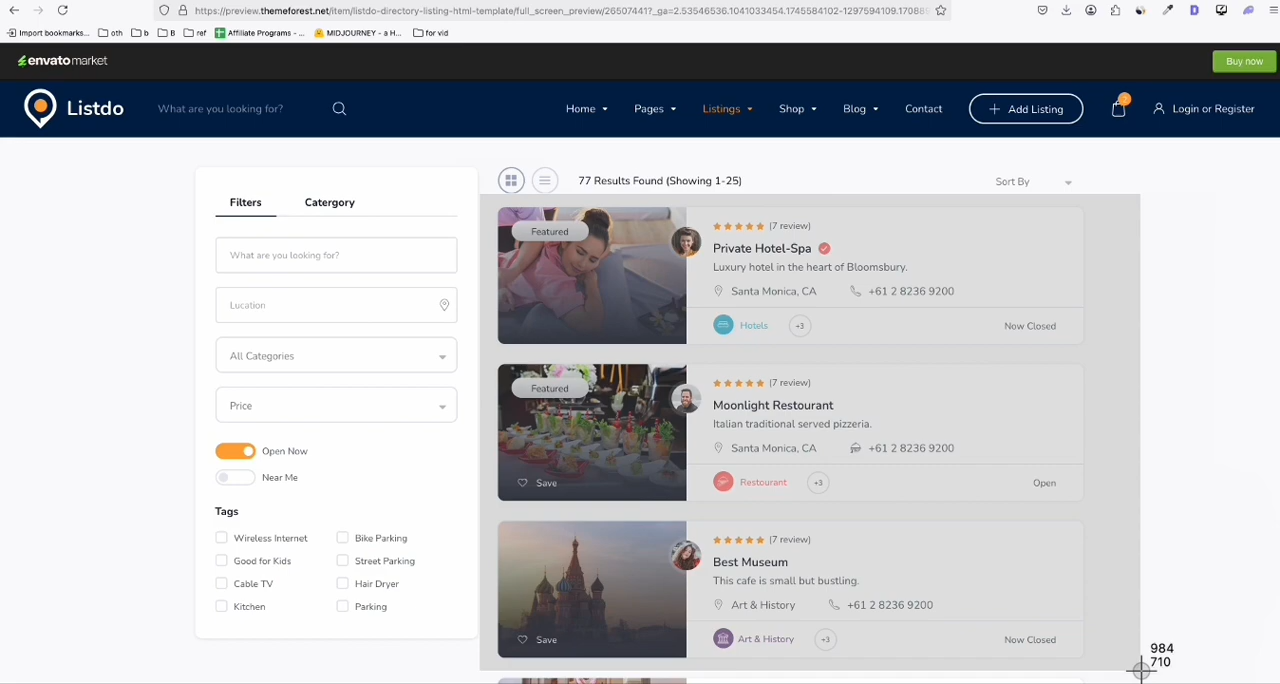 https://preview.themeforest.net/item/listdo-directory-listing-html-template/full_screen_preview/26507441?_ga=2.53546536.1041033454.1745584102-1297594109.17088
Import bookmarks... oth b B ref Affiliate Programs - ... MIDJOURNEY - a H... for vid
envato market Buy now
Listdo What are you looking for? Home Pages Listings Shop Blog Contact + Add Listing 2 Login or Register
77 Results Found (Showing 1-25) Sort By
Filters Catergory
What are you looking for?
Lucation
All Categories
Price
Open Now
Near Me
Tags
Wireless Internet Bike Parking
Good for Kids Street Parking
Cable TV Hair Dryer
Kitchen Parking
Featured
(7 review)
Private Hotel-Spa
Luxury hotel in the heart of Bloomsbury.
Santa Monica, CA +61 2 8236 9200
Hotels +3 Now Closed
Featured
(7 review)
Moonlight Restaurant
Italian traditional served pizzeria.
Santa Monica, CA +61 2 8236 9200
Save Restourant +3 Open
(7 review)
Best Museum
This cafe is small but bustling.
Art & History +61 2 8236 9200
Save Art & History +3 Now Closed
984
710